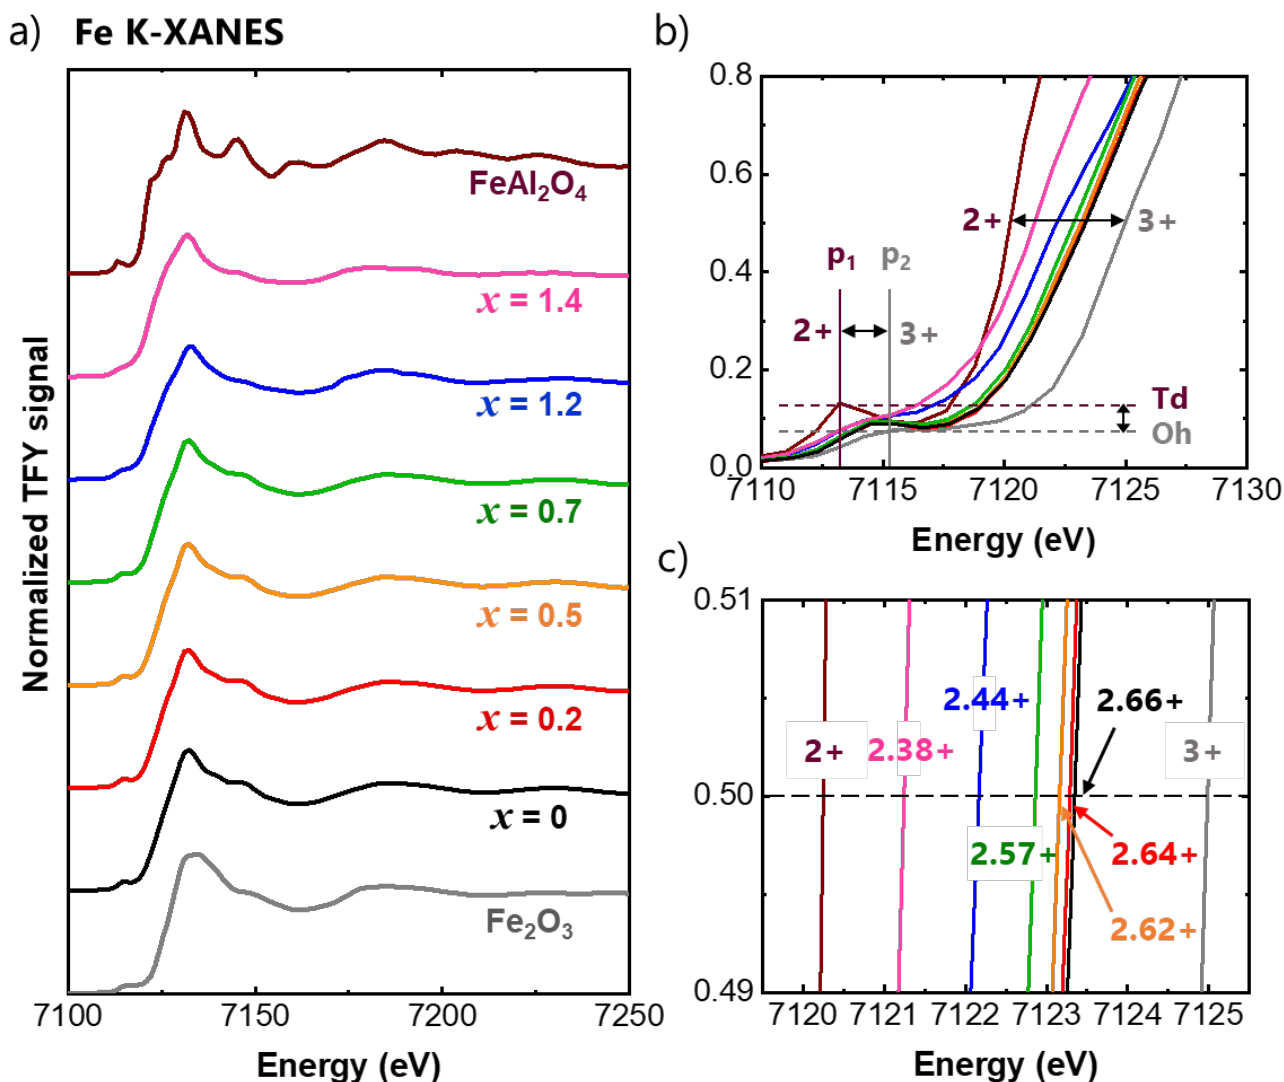 a) Fe K-XANES
Normalized TFY signal
FeAl₂O₄
x = 1.4
x = 1.2
x = 0.7
x = 0.5
x = 0.2
x = 0
Fe₂O₃
7100 7150 7200 7250
Energy (eV)
b)
0.8
0.6
0.4
0.2
0.0
2+ 3+
p₁ p₂
2+ 3+
Td
Oh
7110 7115 7120 7125 7130
Energy (eV)
c)
0.51
0.50
0.49
2.44+ 2.66+
2+ 2.38+ 3+
2.57+ 2.64+
2.62+
7120 7121 7122 7123 7124 7125
Energy (eV)